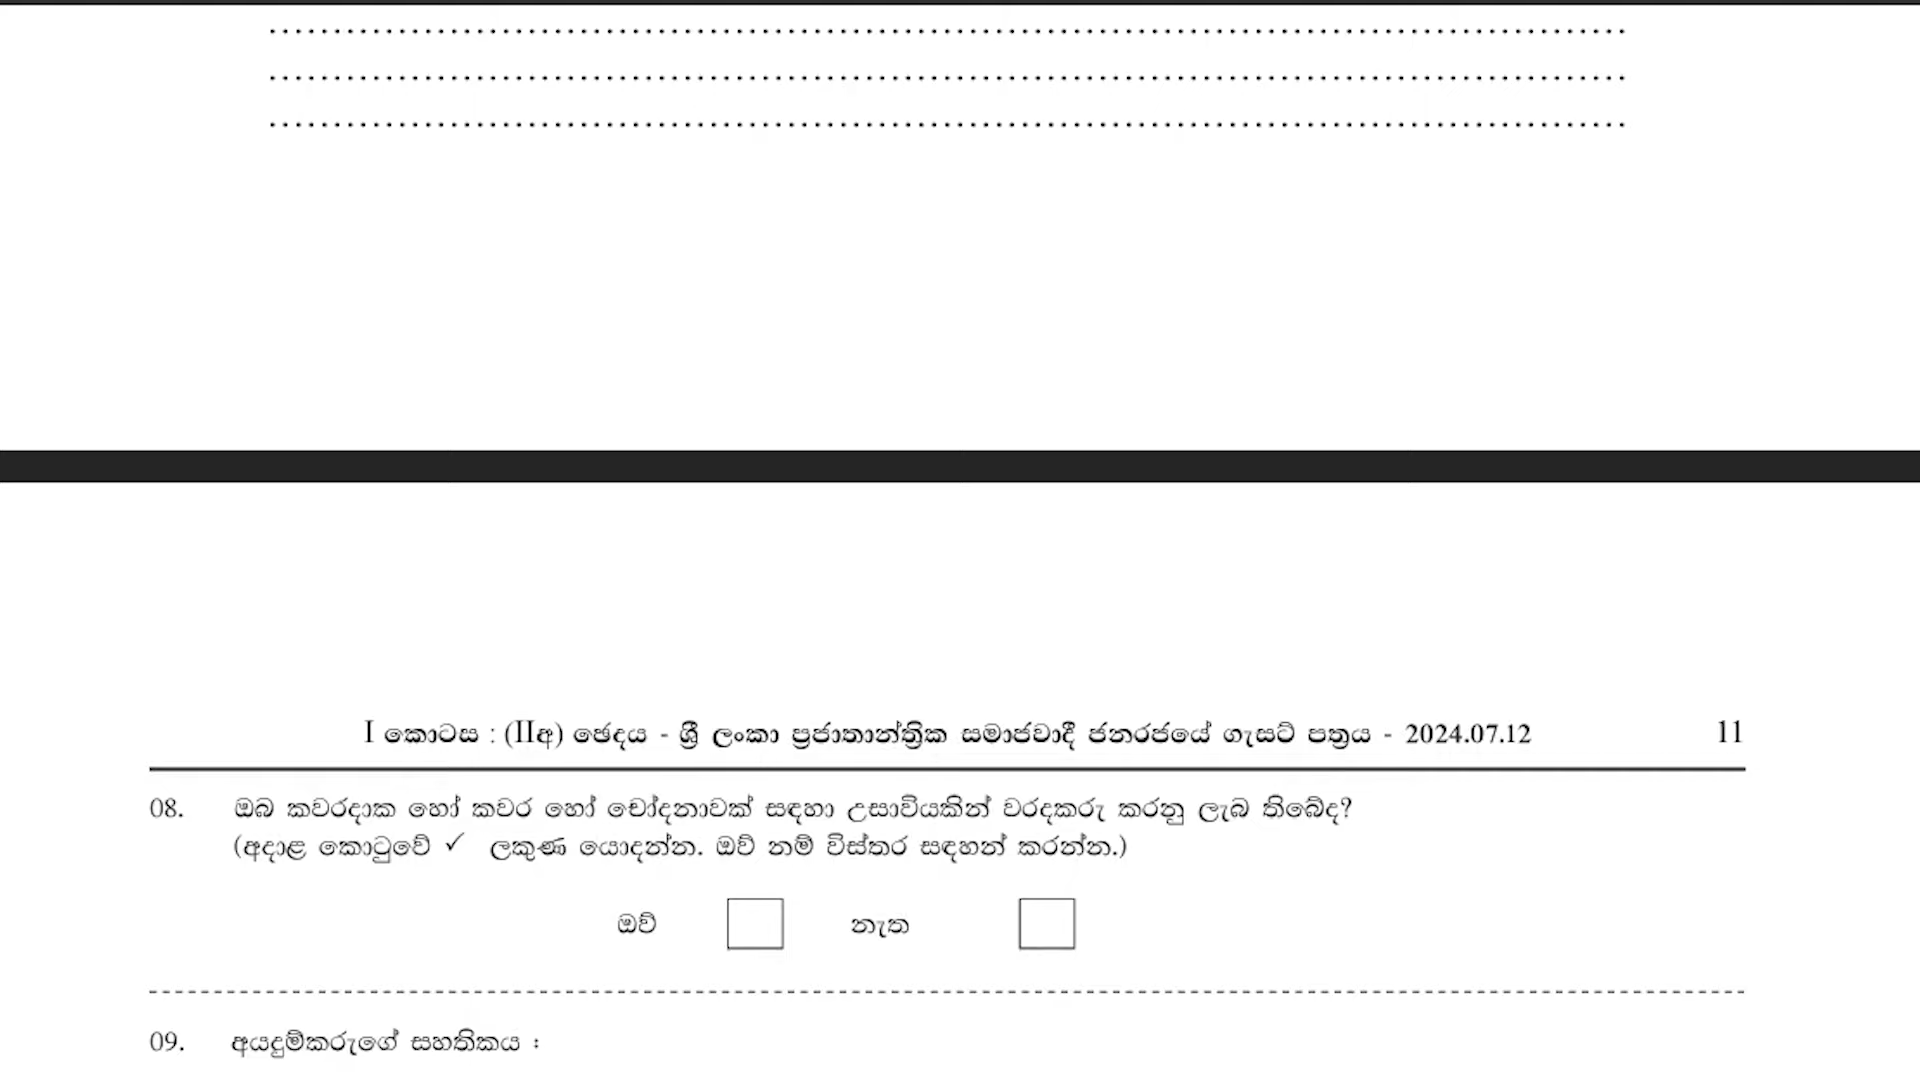 I කොටස : (IIඅ) ඡෙදය - ශ්‍රී ලංකා ප්‍රජාතාන්ත්‍රික සමාජවාදී ජනරජයේ ගැසට් පත්‍රය - 2024.07.12 11
08. ඔබ කවරදාක හෝ කවර හෝ චෝදනාවක් සඳහා උසාවියකින් වරදකරු කරනු ලැබ තිබේද?
(අදාළ කොටුවේ ✓ ලකුණ යොදන්න. ඔව් නම් විස්තර සඳහන් කරන්න.)
ඔව් නැත
09. අයදුම්කරුගේ සහතිකය :